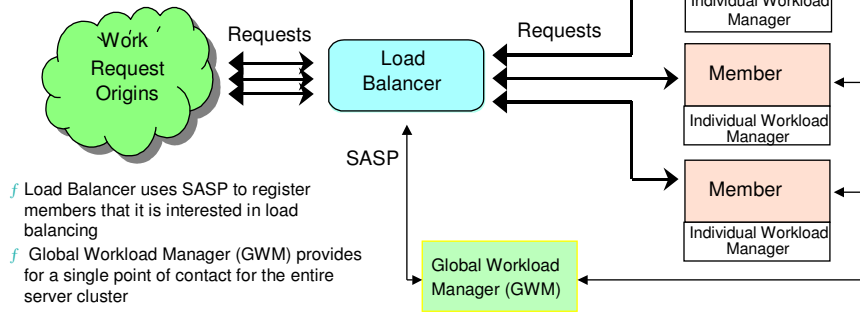 Individual Workload
Manager
Work
Request
Origins
Requests
Load
Balancer
Requests
Member
Individual Workload
Manager
SASP
Member
Individual Workload
Manager
ƒ Load Balancer uses SASP to register
members that it is interested in load
balancing
ƒ Global Workload Manager (GWM) provides
for a single point of contact for the entire
server cluster
Global Workload
Manager (GWM)